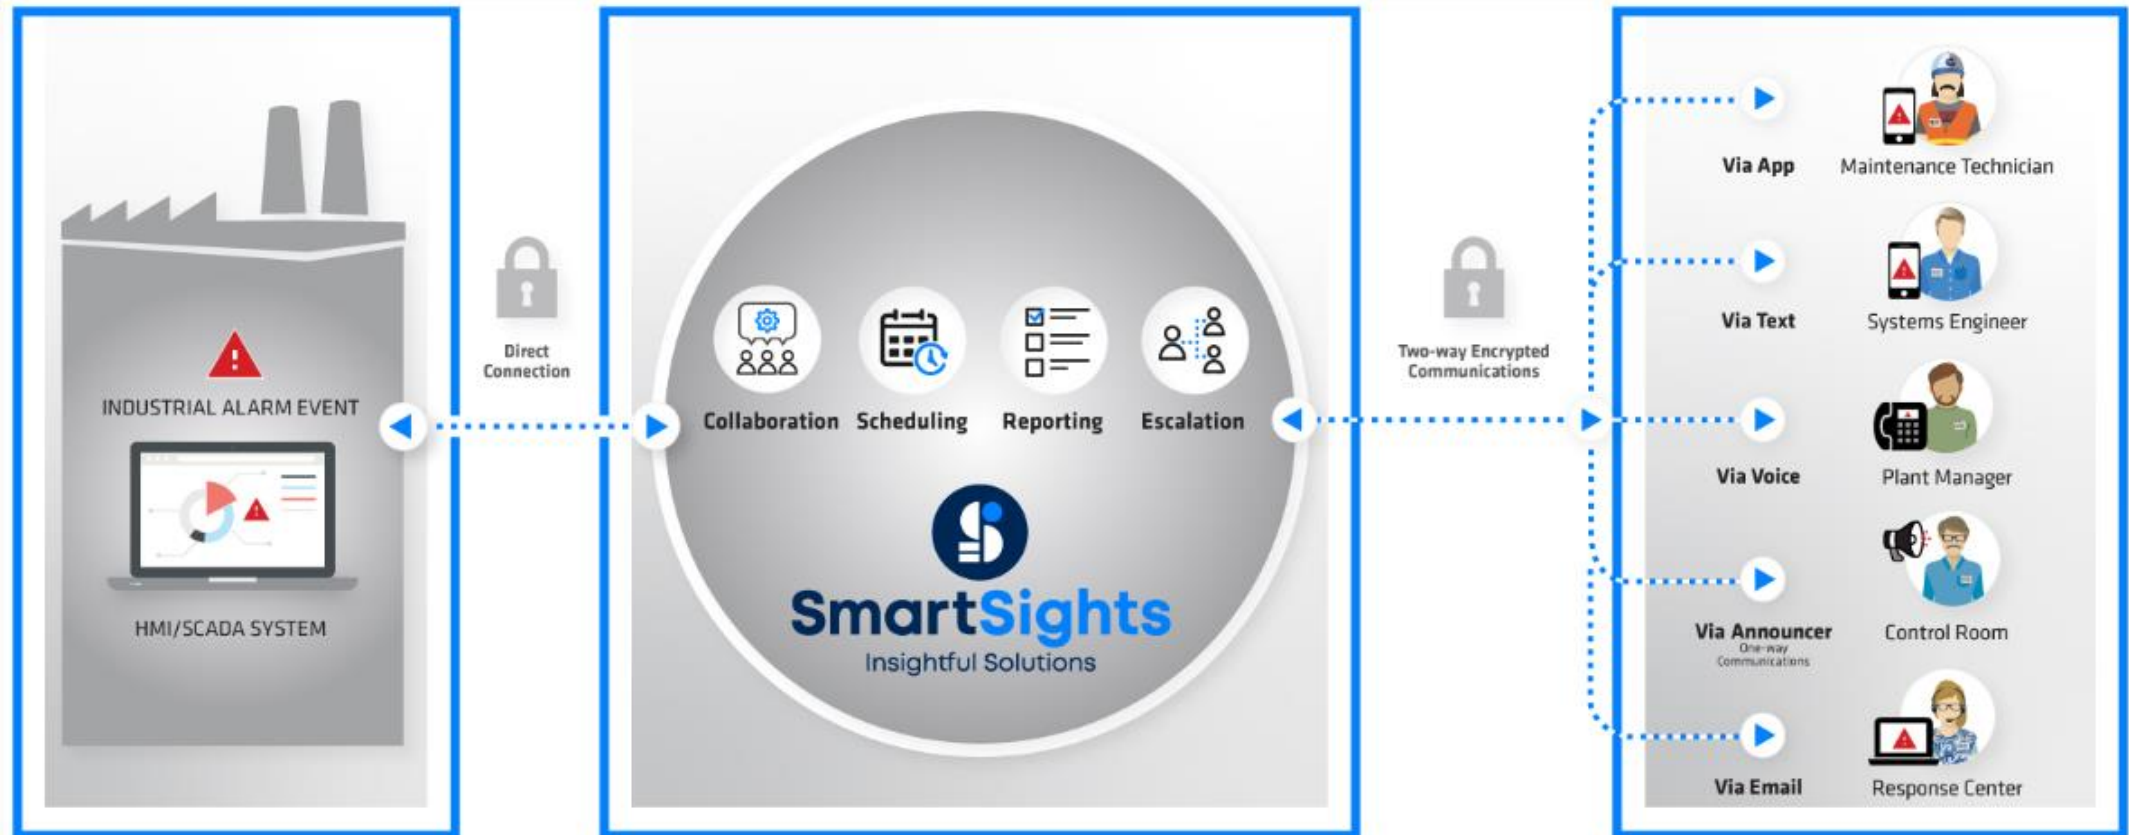 INDUSTRIAL ALARM EVENT
HMI/SCADA SYSTEM
Direct
Connection
Collaboration Scheduling Reporting Escalation
SmartSights
Insightful Solutions
Two-way Encrypted
Communications
Via App Maintenance Technician
Via Text Systems Engineer
Via Voice Plant Manager
Via Announcer Control Room
One-way
Communications
Via Email Response Center